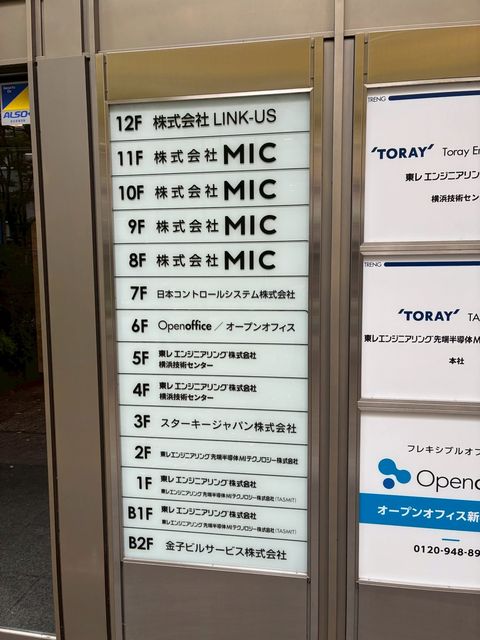 ALSO
12F 株式会社 LINK-US
11F 株式会社 MIC
10F 株式会社 MIC
9F 株式会社 MIC
8F 株式会社 MIC
7F 日本コントロールシステム株式会社
6F Openoffice／オープンオフィス
5F 東レ エンジニアリング 株式会社
横浜技術センター
4F 東レ エンジニアリング 株式会社
横浜技術センター
3F スターキージャパン株式会社
2F 東レエンジニアリング先端半導体MIテクノロジー株式会社
1F 東レ エンジニアリング 株式会社
東レエンジニアリング先端半導体MIテクノロジー株式会社(TASMIT)
B1F 東レ エンジニアリング 株式会社
東レエンジニアリング先端半導体MIテクノロジー株式会社(TASMIT)
B2F 金子ビルサービス株式会社
TRENG
'TORAY' Toray En
東レ エンジニアリン
横浜技術セン
TRENG
'TORAY' TA
東レエンジニアリング先端半導体M
本社
フレキシブルオフ
Openo
オープンオフィス新
0120-948-89